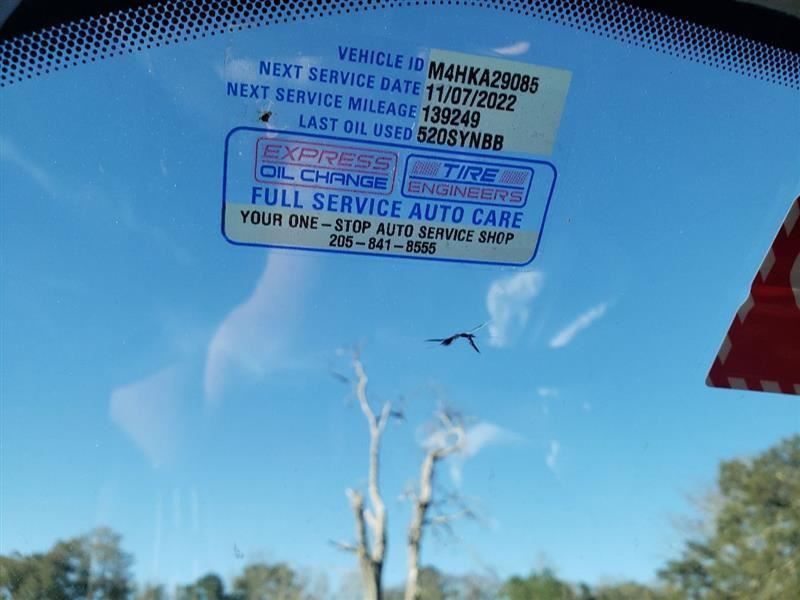 VEHICLE ID M4HKA29085
NEXT SERVICE DATE 11/07/2022
NEXT SERVICE MILEAGE 139249
LAST OIL USED 520SYNBB
EXPRESS OIL CHANGE
TIRE ENGINEERS
FULL SERVICE AUTO CARE
YOUR ONE-STOP AUTO SERVICE SHOP
205-841-8555